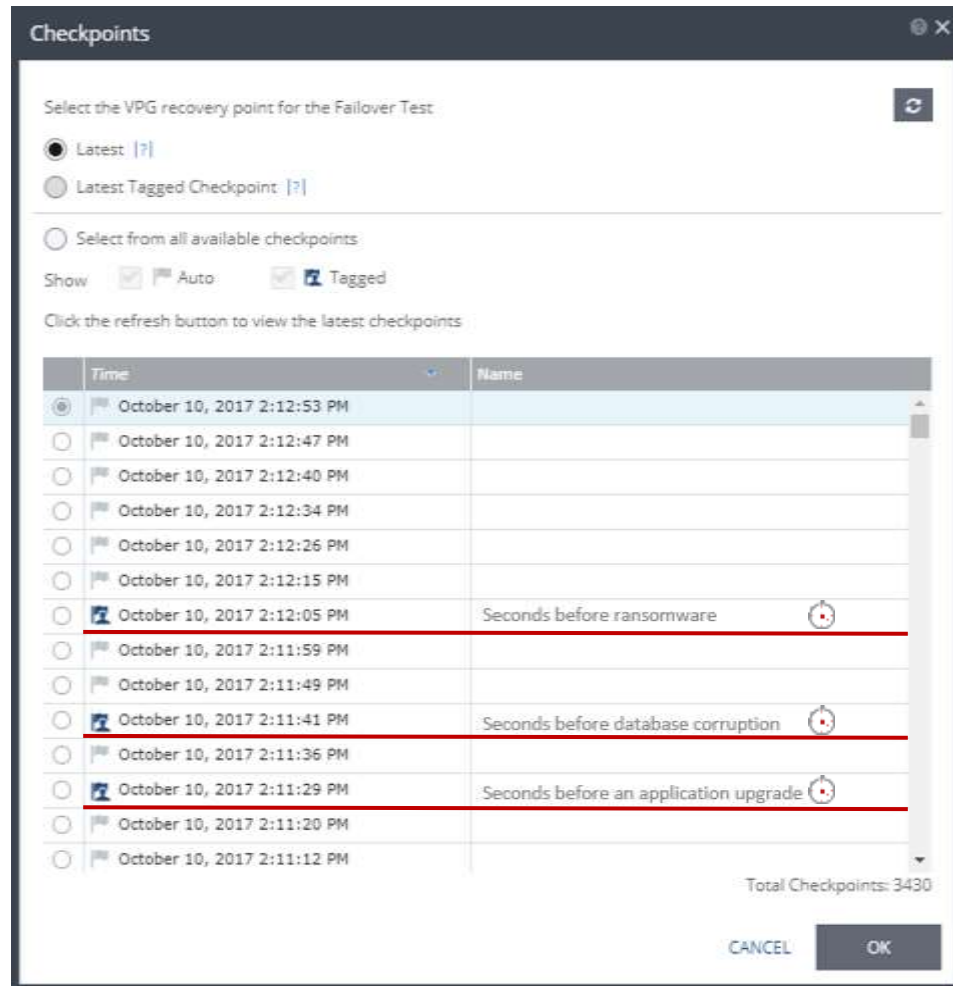 Checkpoints
Select the VPG recovery point for the Failover Test
Latest [?]
Latest Tagged Checkpoint [?]
Select from all available checkpoints
Show Auto Tagged
Click the refresh button to view the latest checkpoints
Time Name
October 10, 2017 2:12:53 PM
October 10, 2017 2:12:47 PM
October 10, 2017 2:12:40 PM
October 10, 2017 2:12:34 PM
October 10, 2017 2:12:26 PM
October 10, 2017 2:12:15 PM
October 10, 2017 2:12:05 PM Seconds before ransomware
October 10, 2017 2:11:59 PM
October 10, 2017 2:11:49 PM
October 10, 2017 2:11:41 PM Seconds before database corruption
October 10, 2017 2:11:36 PM
October 10, 2017 2:11:29 PM Seconds before an application upgrade
October 10, 2017 2:11:20 PM
October 10, 2017 2:11:12 PM
Total Checkpoints: 3430
CANCEL OK